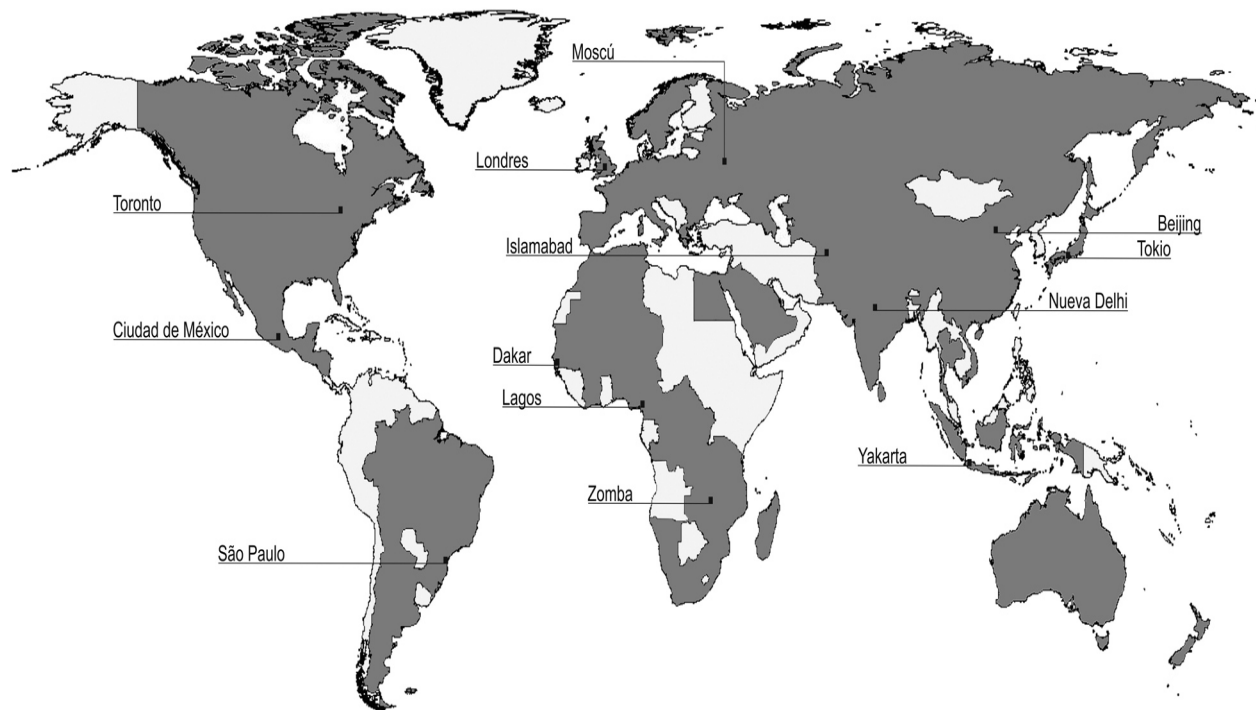 Moscú
Londres
Toronto
Beijing
Islamabad
Tokio
Nueva Delhi
Ciudad de México
Dakar
Lagos
Yakarta
Zomba
São Paulo